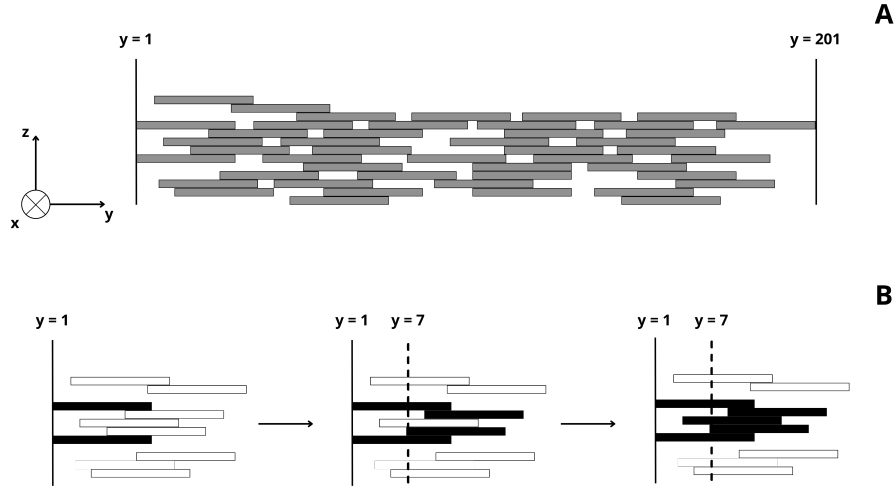 A
y = 1
y = 201
z
x
y
B
y = 1
y = 1
y = 7
y = 1
y = 7